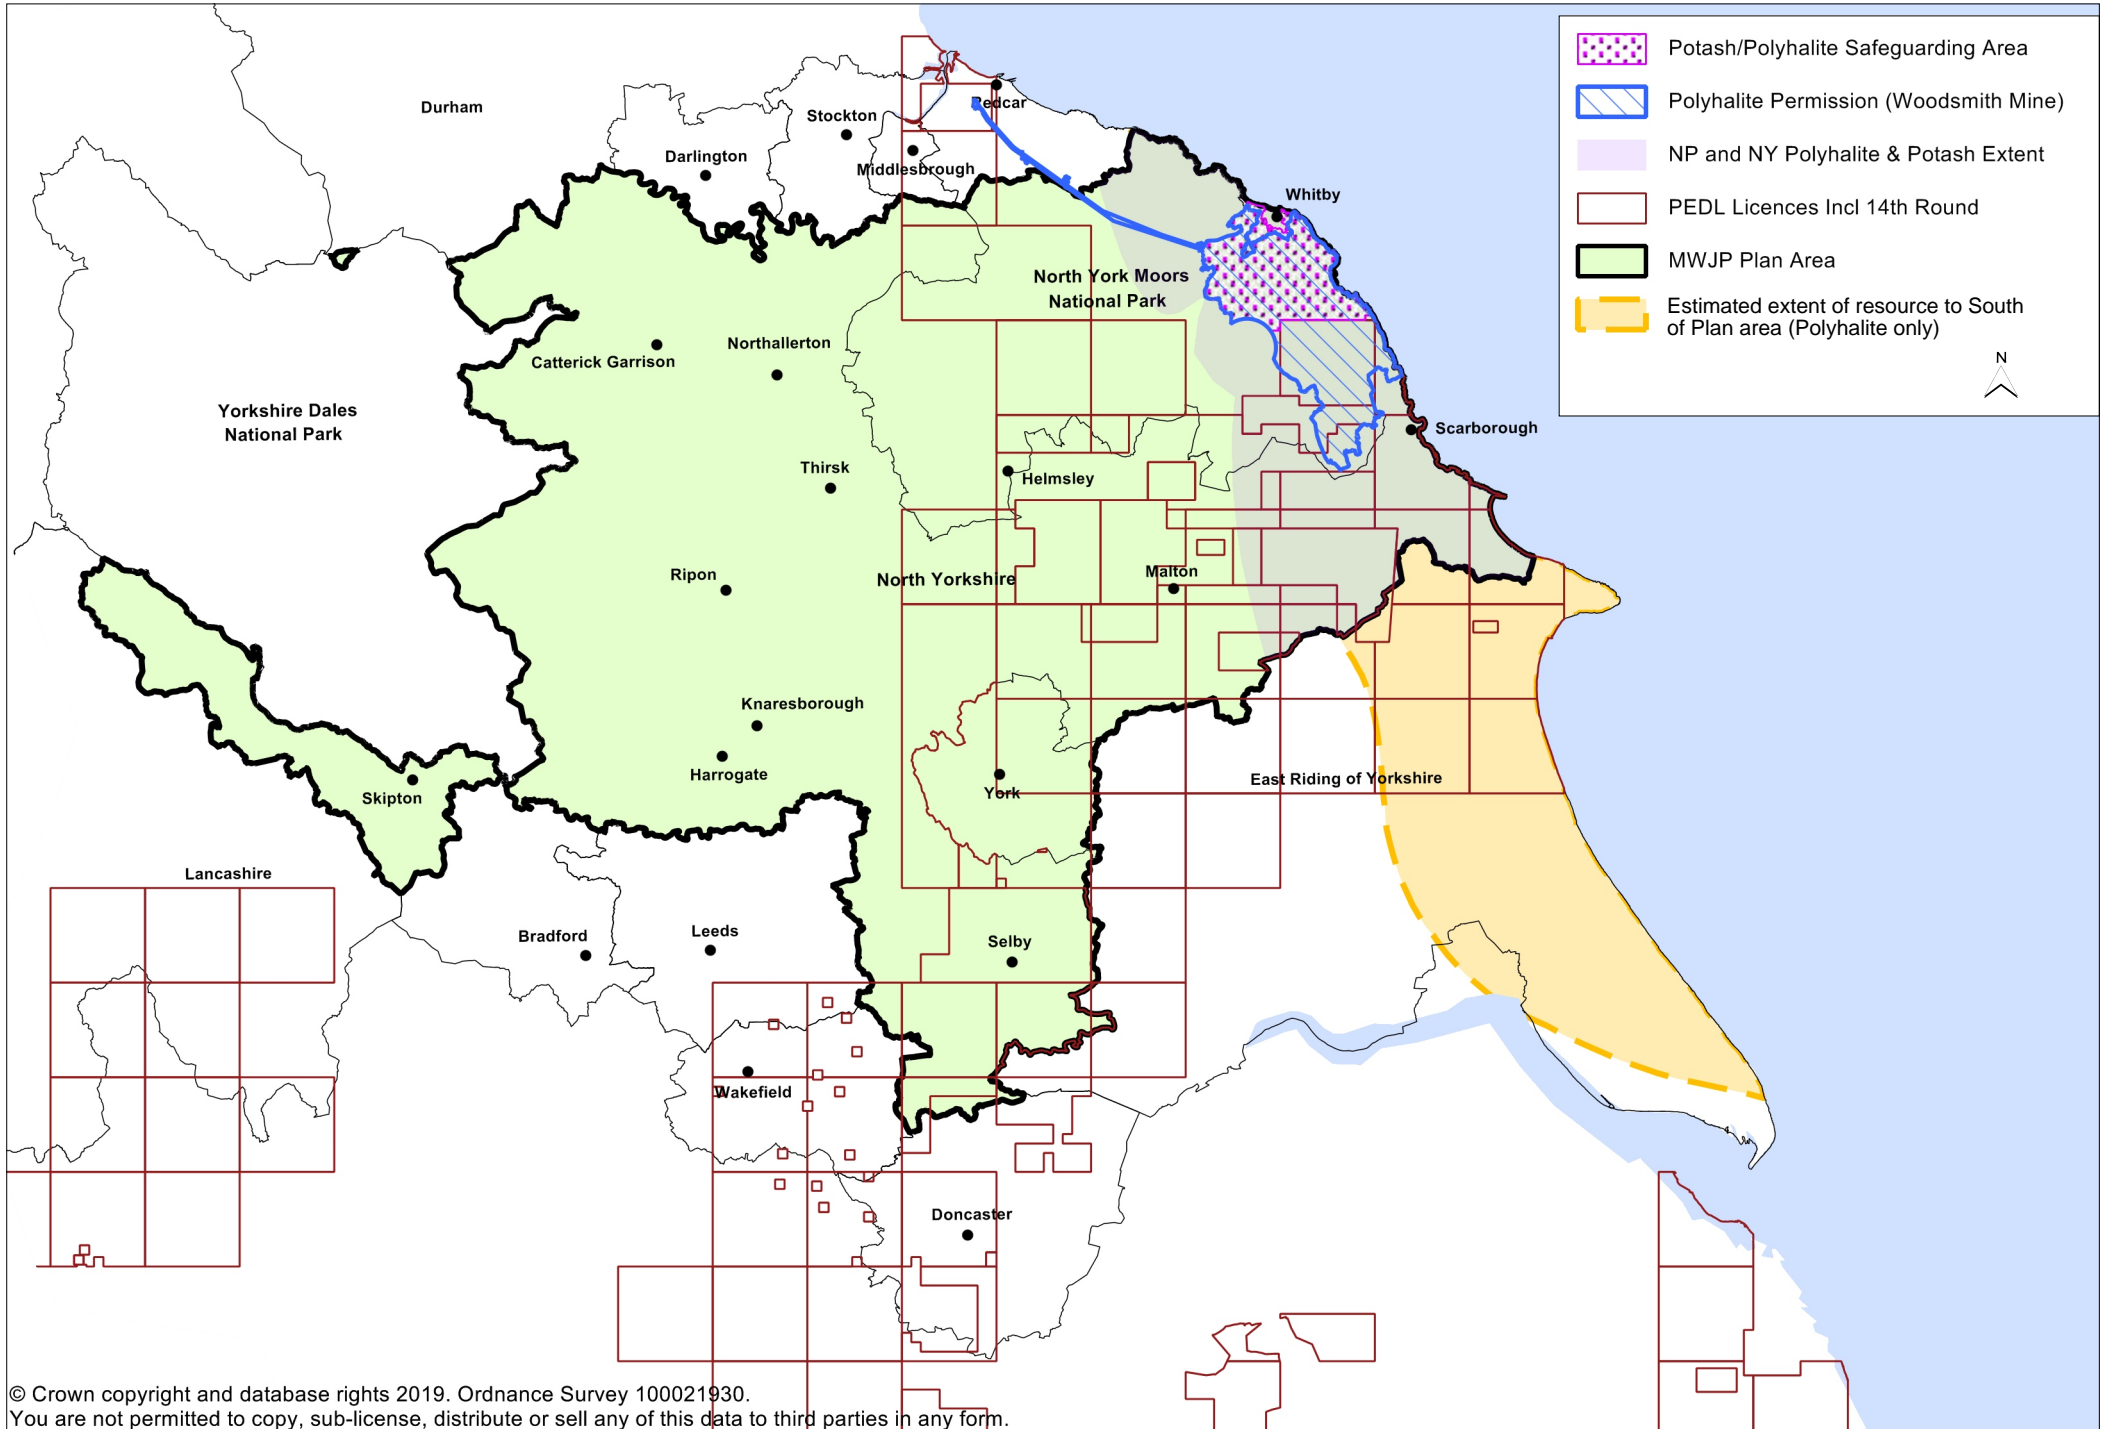 Potash/Polyhalite Safeguarding Area
Polyhalite Permission (Woodsmith Mine)
NP and NY Polyhalite & Potash Extent
PEDL Licences Incl 14th Round
MWJP Plan Area
Estimated extent of resource to South
of Plan area (Polyhalite only)
N
Durham
Redcar
Stockton
Darlington
Middlesbrough
Whitby
North York Moors
National Park
Northallerton
Catterick Garrison
Yorkshire Dales
National Park
Scarborough
Thirsk
Helmsley
Ripon
North Yorkshire
Malton
Knaresborough
Harrogate
East Riding of Yorkshire
York
Skipton
Lancashire
Bradford
Leeds
Selby
Wakefield
Doncaster
© Crown copyright and database rights 2019. Ordnance Survey 100021930.
You are not permitted to copy, sub-license, distribute or sell any of this data to third parties in any form.